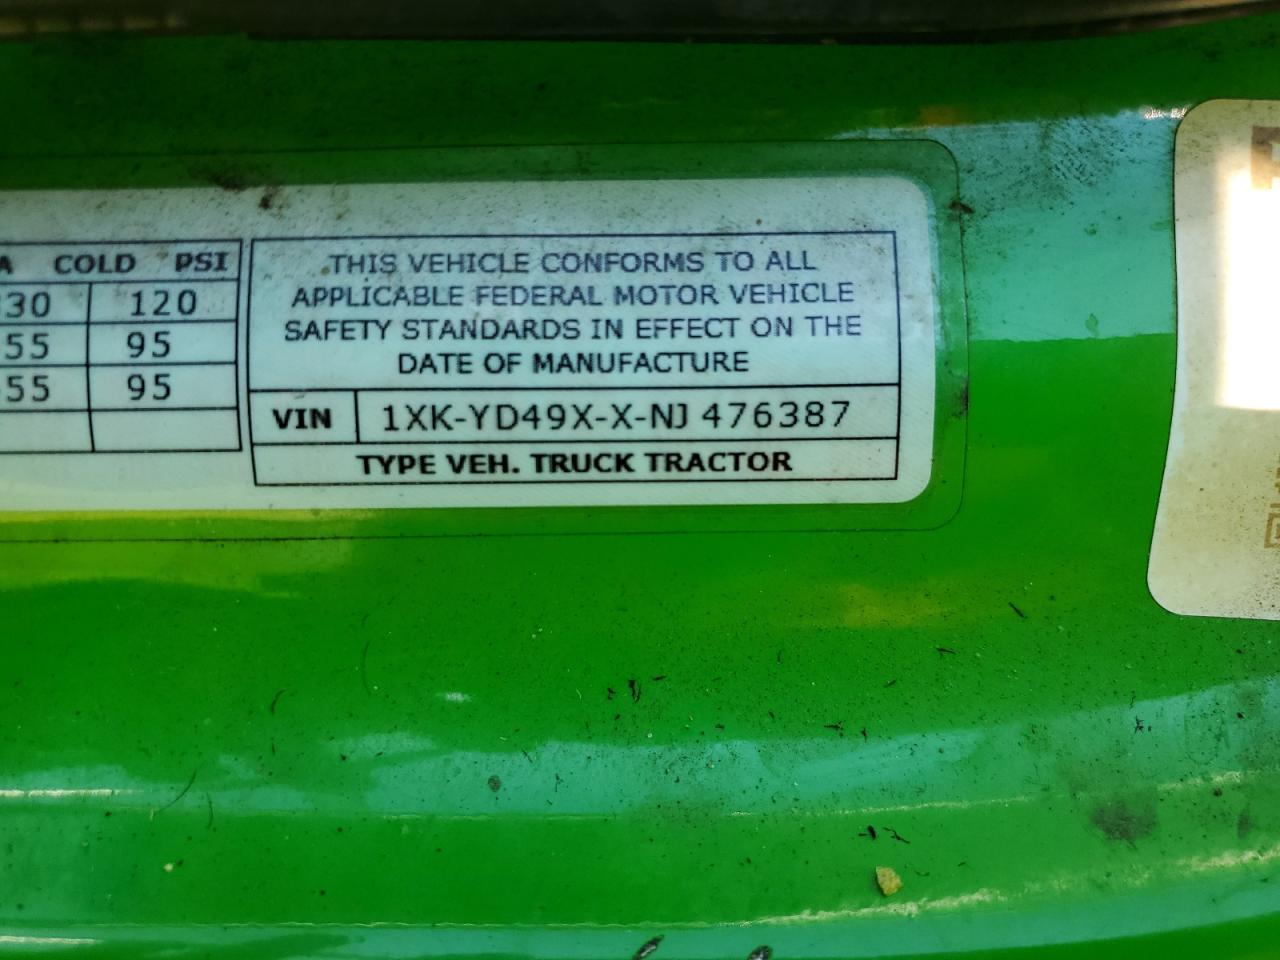 A COLD PSI
30 120
55 95
55 95
THIS VEHICLE CONFORMS TO ALL
APPLICABLE FEDERAL MOTOR VEHICLE
SAFETY STANDARDS IN EFFECT ON THE
DATE OF MANUFACTURE
VIN 1XK-YD49X-X-NJ 476387
TYPE VEH. TRUCK TRACTOR